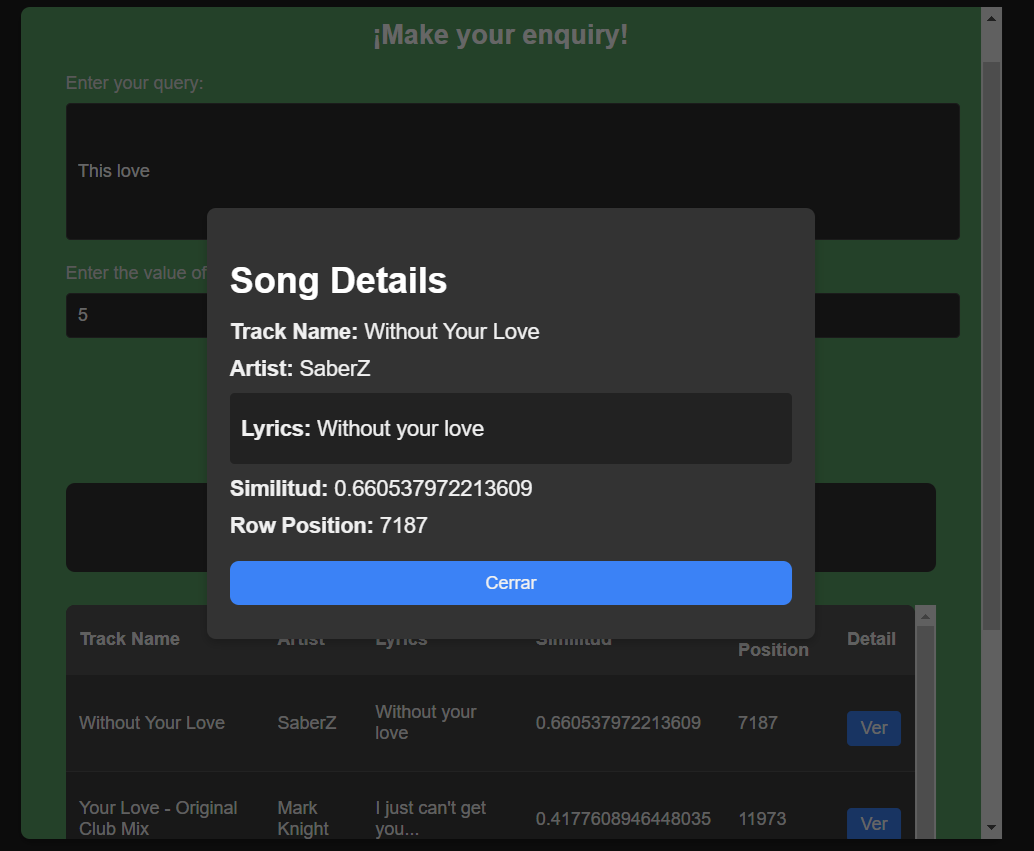 ¡Make your enquiry!
Enter your query:
This love
Enter the value of
5
Song Details
Track Name: Without Your Love
Artist: SaberZ
Lyrics: Without your love
Similitud: 0.660537972213609
Row Position: 7187
Cerrar
Track Name Artist Lyrics Similitud Position Detail
Without Your Love SaberZ Without your 0.660537972213609 7187 Ver
love
Your Love - Original Mark I just can't get 0.4177608946448035 11973 Ver
Club Mix Knight you...